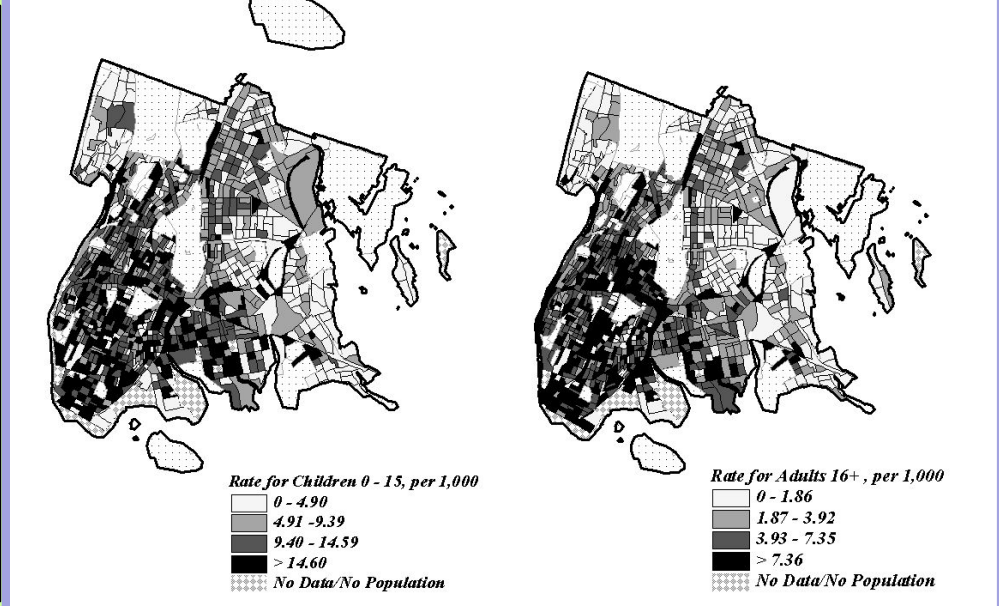 Rate for Children 0 - 15, per 1,000
0 - 4.90
4.91 -9.39
9.40 - 14.59
> 14.60
No Data/No Population
Rate for Adults 16+ , per 1,000
0 - 1.86
1.87 - 3.92
3.93 - 7.35
> 7.36
No Data/No Population